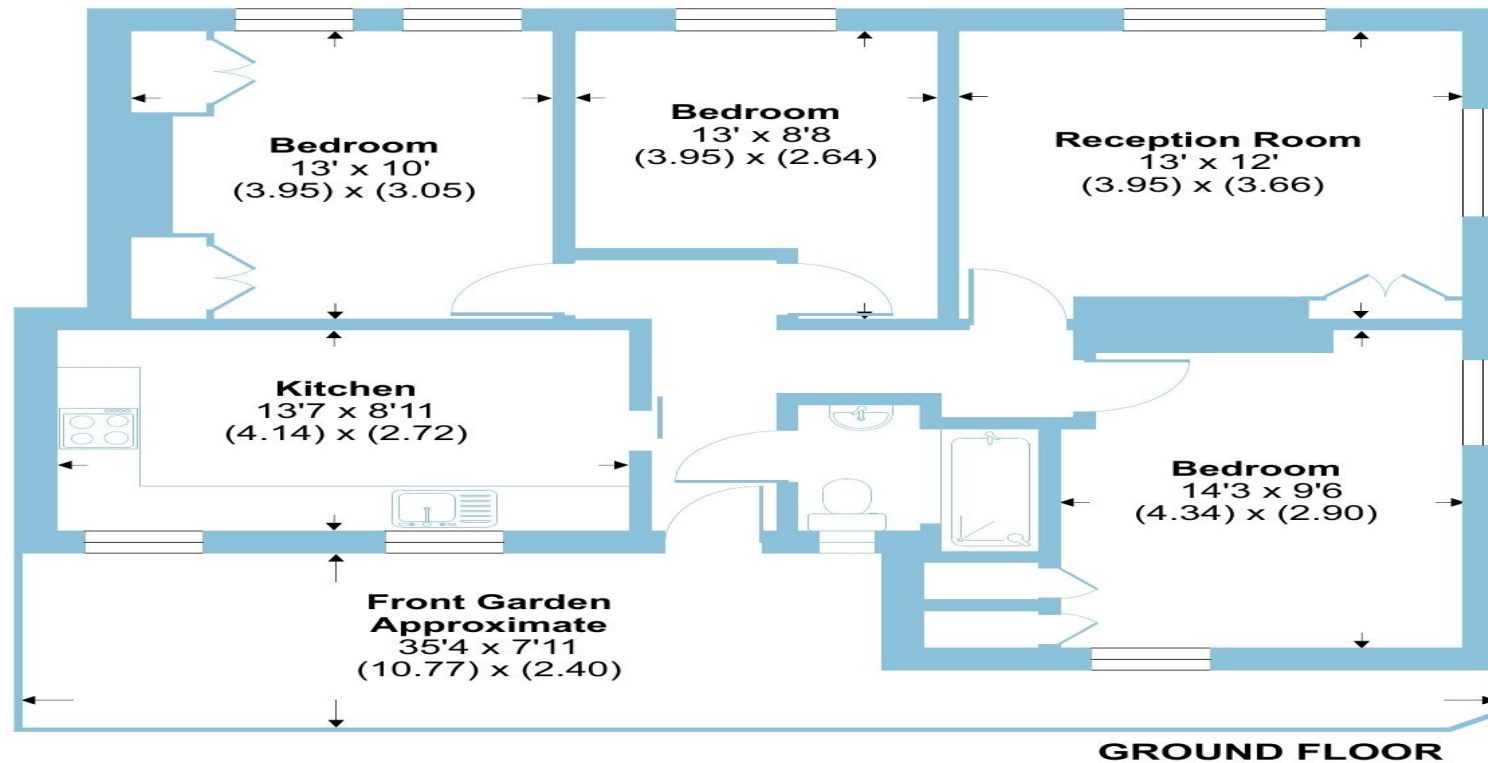 Bedroom
13' x 10'
(3.95) x (3.05)
Bedroom
13' x 8'8
(3.95) x (2.64)
Reception Room
13' x 12'
(3.95) x (3.66)
Kitchen
13'7 x 8'11
(4.14) x (2.72)
Bedroom
14'3 x 9'6
(4.34) x (2.90)
Front Garden
Approximate
35'4 x 7'11
(10.77) x (2.40)
GROUND FLOOR